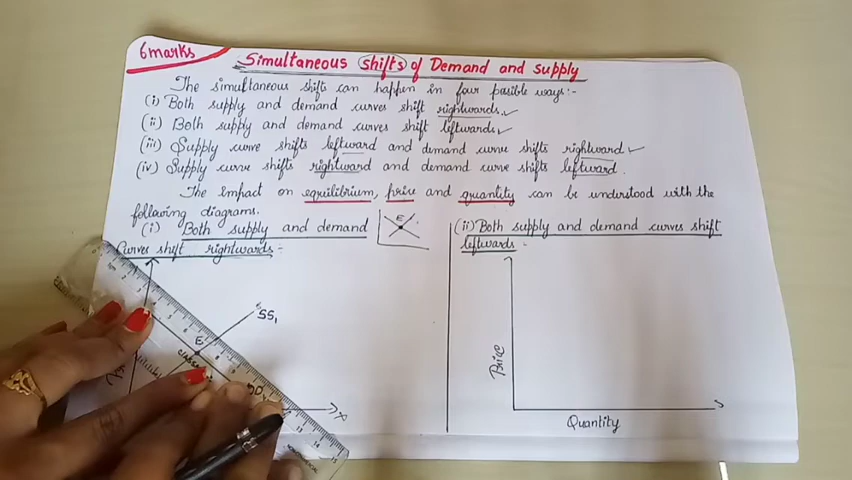 6marks
Simultaneous shifts of Demand and supply
The simultaneous shifts can happen in four posible ways:-
(i) Both supply and demand curves shift rightwards.
(ii) Both supply and demand curves shift leftwards
(iii) Supply curve shifts leftward and demand curve shifts rightward
(iv) Supply curve shifts rightward and demand curve shifts leftward.
The impact on equilibrium, price and quantity can be understood with the
following diagrams.
(i) Both supply and demand
curves shift rightwards:-
E
(ii) Both supply and demand curves shift
leftwards:-
SS₁
E
X
Price
Quantity